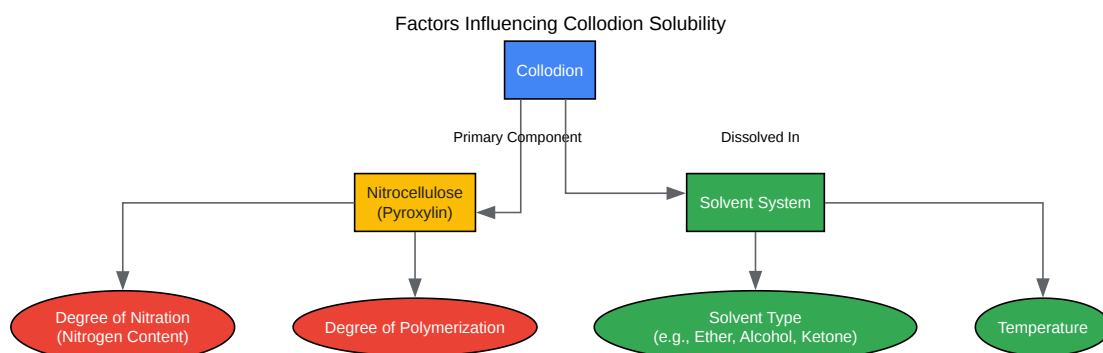 Factors Influencing Collodion Solubility
Collodion
Primary Component
Dissolved In
Nitrocellulose
(Pyroxylin)
Solvent System
Degree of Nitration
(Nitrogen Content)
Degree of Polymerization
Solvent Type
(e.g., Ether, Alcohol, Ketone)
Temperature